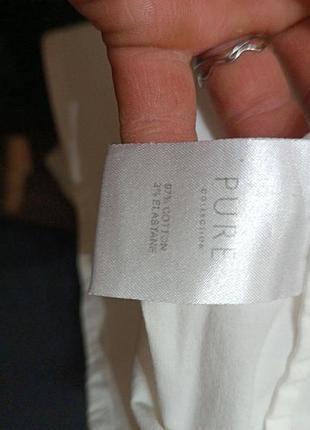 PURE
COLLECTION
97% COTTON
3% ELASTANE